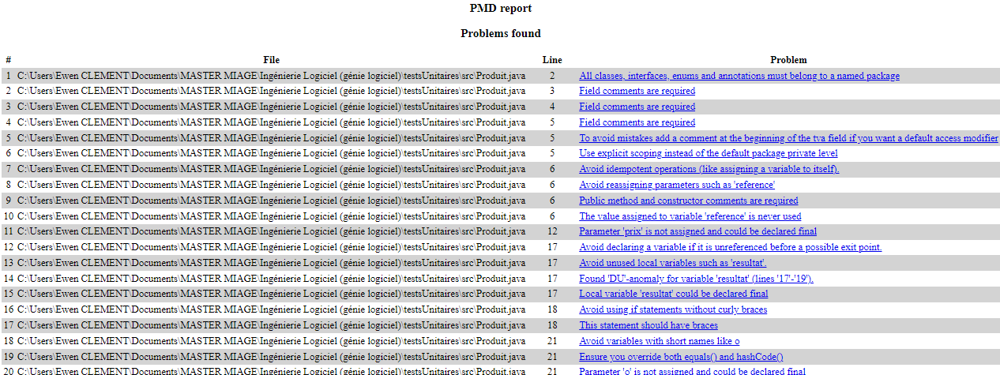 PMD report
Problems found
# File Line Problem
1 C:\Users\Ewen CLEMENT\Documents\MASTER MIAGE\Ingénierie Logiciel (génie logiciel)\testsUnitaires\src\Produit.java 2 All classes, interfaces, enums and annotations must belong to a named package
2 C:\Users\Ewen CLEMENT\Documents\MASTER MIAGE\Ingénierie Logiciel (génie logiciel)\testsUnitaires\src\Produit.java 3 Field comments are required
3 C:\Users\Ewen CLEMENT\Documents\MASTER MIAGE\Ingénierie Logiciel (génie logiciel)\testsUnitaires\src\Produit.java 4 Field comments are required
4 C:\Users\Ewen CLEMENT\Documents\MASTER MIAGE\Ingénierie Logiciel (génie logiciel)\testsUnitaires\src\Produit.java 5 Field comments are required
5 C:\Users\Ewen CLEMENT\Documents\MASTER MIAGE\Ingénierie Logiciel (génie logiciel)\testsUnitaires\src\Produit.java 5 To avoid mistakes add a comment at the beginning of the tva field if you want a default access modifier
6 C:\Users\Ewen CLEMENT\Documents\MASTER MIAGE\Ingénierie Logiciel (génie logiciel)\testsUnitaires\src\Produit.java 5 Use explicit scoping instead of the default package private level
7 C:\Users\Ewen CLEMENT\Documents\MASTER MIAGE\Ingénierie Logiciel (génie logiciel)\testsUnitaires\src\Produit.java 6 Avoid idempotent operations (like assigning a variable to itself).
8 C:\Users\Ewen CLEMENT\Documents\MASTER MIAGE\Ingénierie Logiciel (génie logiciel)\testsUnitaires\src\Produit.java 6 Avoid reassigning parameters such as 'reference'
9 C:\Users\Ewen CLEMENT\Documents\MASTER MIAGE\Ingénierie Logiciel (génie logiciel)\testsUnitaires\src\Produit.java 6 Public method and constructor comments are required
10 C:\Users\Ewen CLEMENT\Documents\MASTER MIAGE\Ingénierie Logiciel (génie logiciel)\testsUnitaires\src\Produit.java 6 The value assigned to variable 'reference' is never used
11 C:\Users\Ewen CLEMENT\Documents\MASTER MIAGE\Ingénierie Logiciel (génie logiciel)\testsUnitaires\src\Produit.java 12 Parameter 'prix' is not assigned and could be declared final
12 C:\Users\Ewen CLEMENT\Documents\MASTER MIAGE\Ingénierie Logiciel (génie logiciel)\testsUnitaires\src\Produit.java 17 Avoid declaring a variable if it is unreferenced before a possible exit point.
13 C:\Users\Ewen CLEMENT\Documents\MASTER MIAGE\Ingénierie Logiciel (génie logiciel)\testsUnitaires\src\Produit.java 17 Avoid unused local variables such as 'resultat'.
14 C:\Users\Ewen CLEMENT\Documents\MASTER MIAGE\Ingénierie Logiciel (génie logiciel)\testsUnitaires\src\Produit.java 17 Found 'DU'-anomaly for variable 'resultat' (lines '17'-'19').
15 C:\Users\Ewen CLEMENT\Documents\MASTER MIAGE\Ingénierie Logiciel (génie logiciel)\testsUnitaires\src\Produit.java 17 Local variable 'resultat' could be declared final
16 C:\Users\Ewen CLEMENT\Documents\MASTER MIAGE\Ingénierie Logiciel (génie logiciel)\testsUnitaires\src\Produit.java 18 Avoid using if statements without curly braces
17 C:\Users\Ewen CLEMENT\Documents\MASTER MIAGE\Ingénierie Logiciel (génie logiciel)\testsUnitaires\src\Produit.java 18 This statement should have braces
18 C:\Users\Ewen CLEMENT\Documents\MASTER MIAGE\Ingénierie Logiciel (génie logiciel)\testsUnitaires\src\Produit.java 21 Avoid variables with short names like o
19 C:\Users\Ewen CLEMENT\Documents\MASTER MIAGE\Ingénierie Logiciel (génie logiciel)\testsUnitaires\src\Produit.java 21 Ensure you override both equals() and hashCode()
20 C:\Users\Ewen CLEMENT\Documents\MASTER MIAGE\Ingénierie Logiciel (génie logiciel)\testsUnitaires\src\Produit.java 21 Parameter 'o' is not assigned and could be declared final